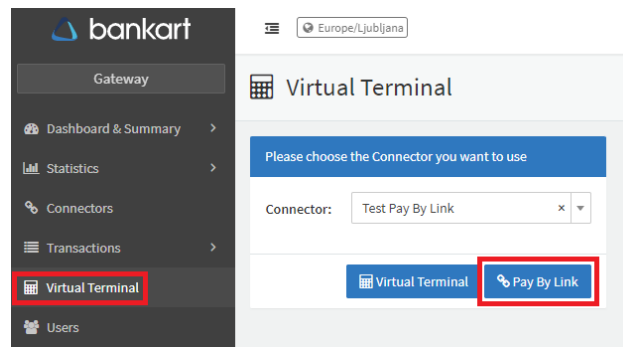 bankart
Europe/Ljubljana
Gateway
Virtual Terminal
Dashboard & Summary
Statistics
Connectors
Transactions
Virtual Terminal
Users
Please choose the Connector you want to use
Connector: Test Pay By Link × 
Virtual Terminal Pay By Link